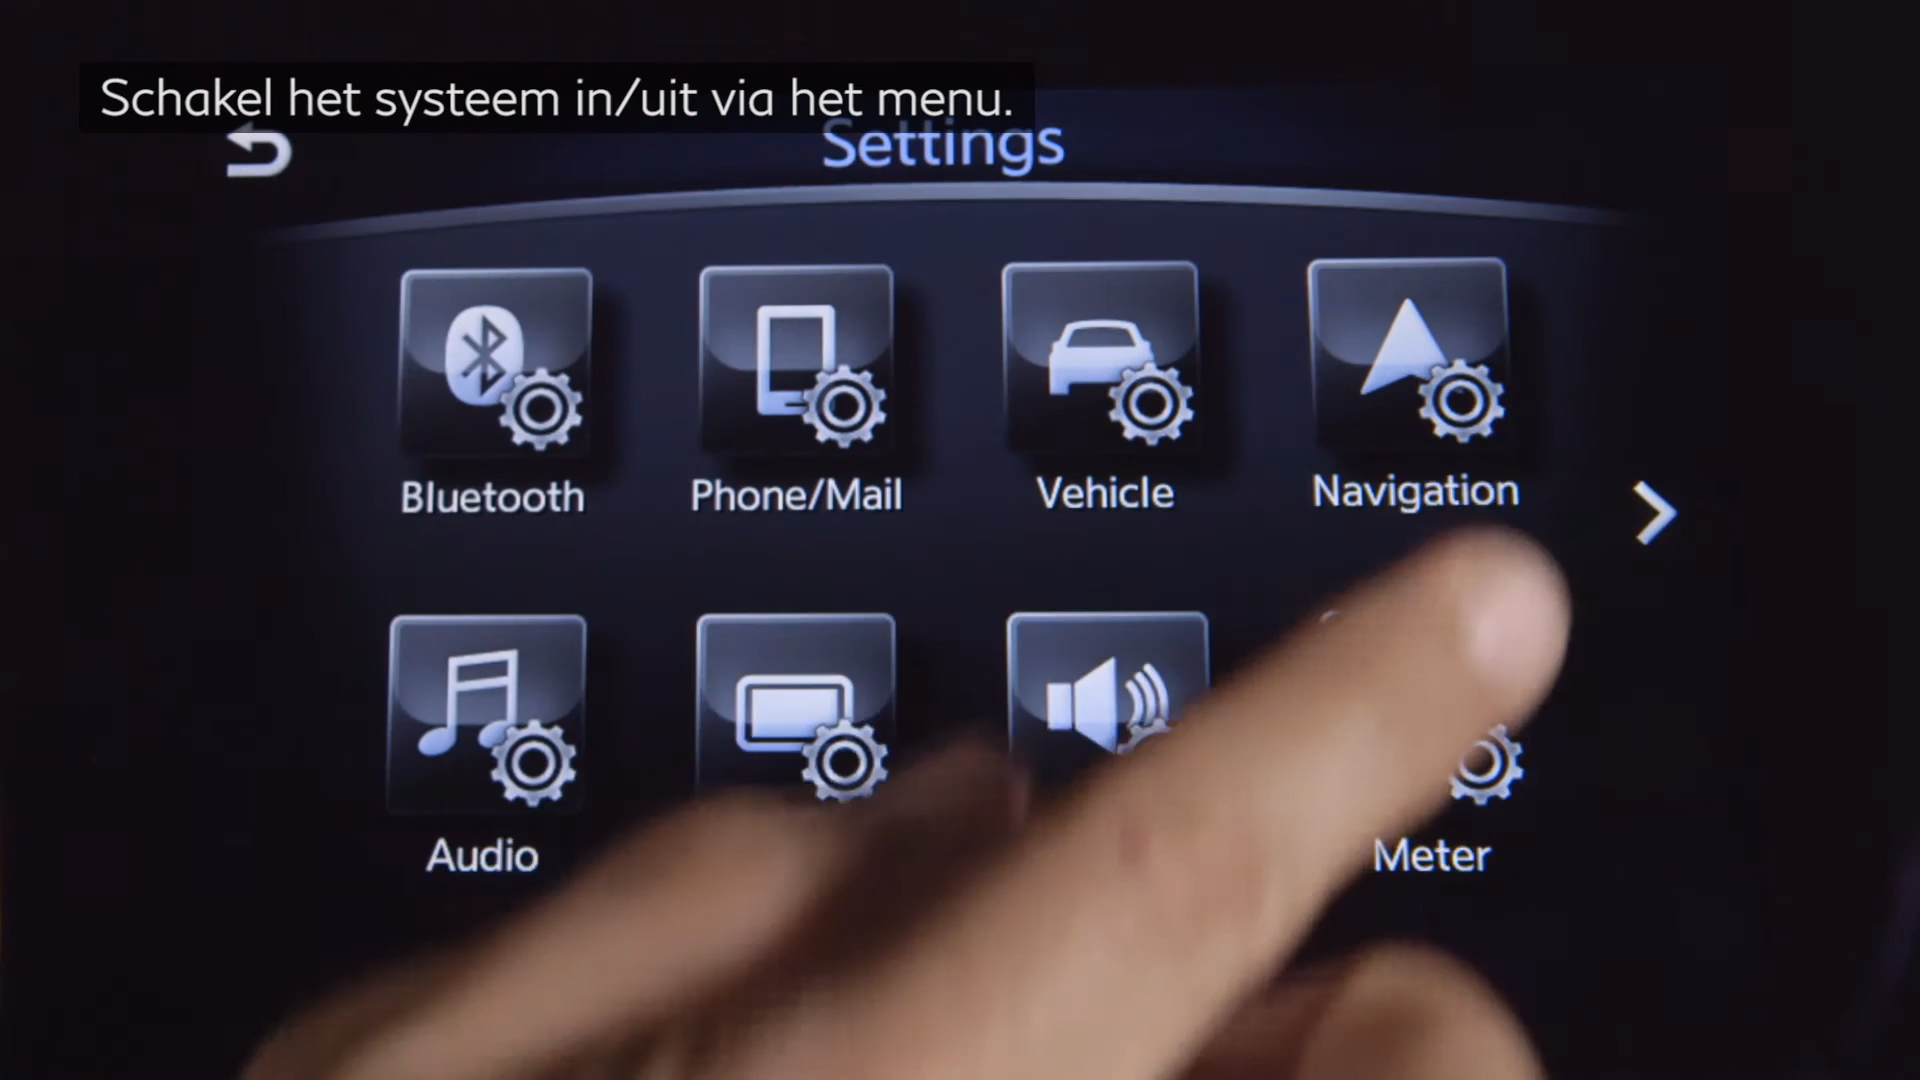 Schakel het systeem in/uit via het menu.
Settings
Bluetooth
Phone/Mail
Vehicle
Navigation
Audio
Meter